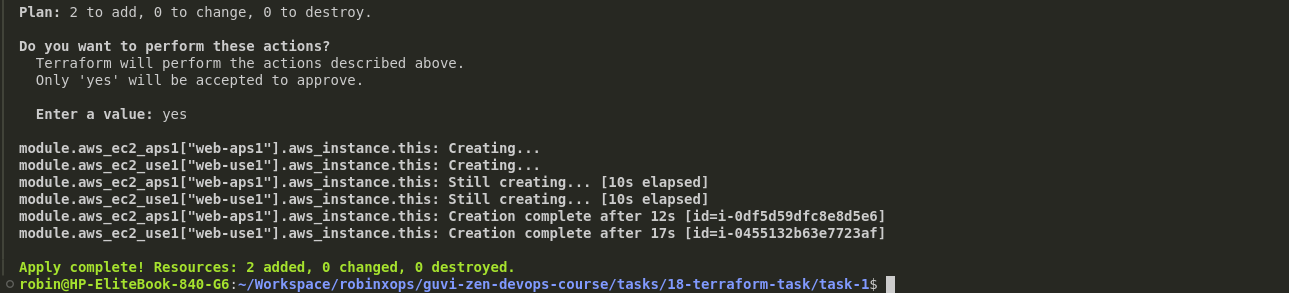 Plan: 2 to add, 0 to change, 0 to destroy.
Do you want to perform these actions?
Terraform will perform the actions described above.
Only 'yes' will be accepted to approve.
Enter a value: yes
module.aws_ec2_aps1["web-aps1"].aws_instance.this: Creating...
module.aws_ec2_use1["web-use1"].aws_instance.this: Creating...
module.aws_ec2_aps1["web-aps1"].aws_instance.this: Still creating... [10s elapsed]
module.aws_ec2_use1["web-use1"].aws_instance.this: Still creating... [10s elapsed]
module.aws_ec2_aps1["web-aps1"].aws_instance.this: Creation complete after 12s [id=i-0df5d59dfc8e8d5e6]
module.aws_ec2_use1["web-use1"].aws_instance.this: Creation complete after 17s [id=i-0455132b63e7723af]
Apply complete! Resources: 2 added, 0 changed, 0 destroyed.
robin@HP-EliteBook-840-G6:~/Workspace/robinxops/guvi-zen-devops-course/tasks/18-terraform-task/task-1$